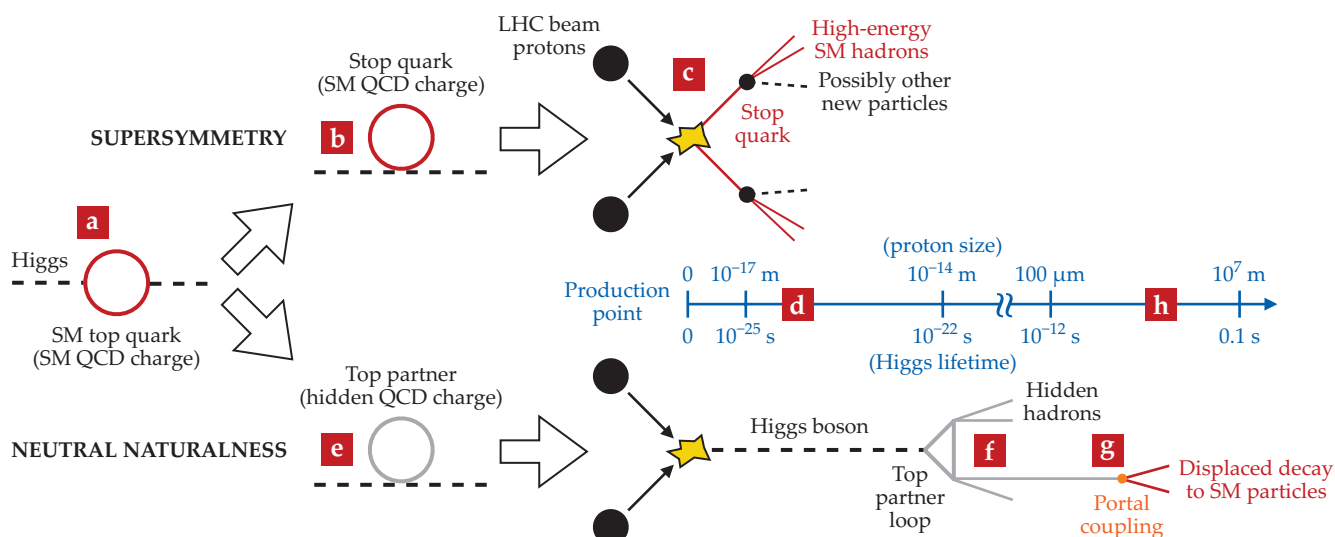 LHC beam
protons
High-energy
SM hadrons
c
Possibly other
new particles
Stop quark
(SM QCD charge)
Stop
quark
SUPERSYMMETRY
b
a
Higgs
SM top quark
(SM QCD charge)
(proton size)
0 10⁻¹⁷ m 10⁻¹⁴ m 100 μm 10⁷ m
Production
point
d
h
0 10⁻²⁵ s 10⁻²² s 10⁻¹² s 0.1 s
(Higgs lifetime)
Top partner
(hidden QCD charge)
NEUTRAL NATURALNESS
e
Higgs boson
Hidden
hadrons
f
g
Top
partner
loop
Portal
coupling
Displaced decay
to SM particles